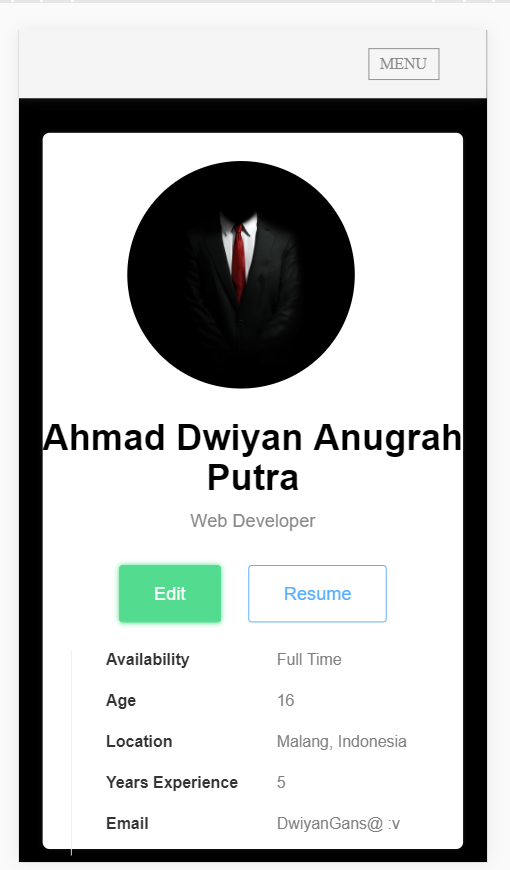 MENU
Ahmad Dwiyan Anugrah
Putra
Web Developer
Edit Resume
Availability Full Time
Age 16
Location Malang, Indonesia
Years Experience 5
Email DwiyanGans@ :v